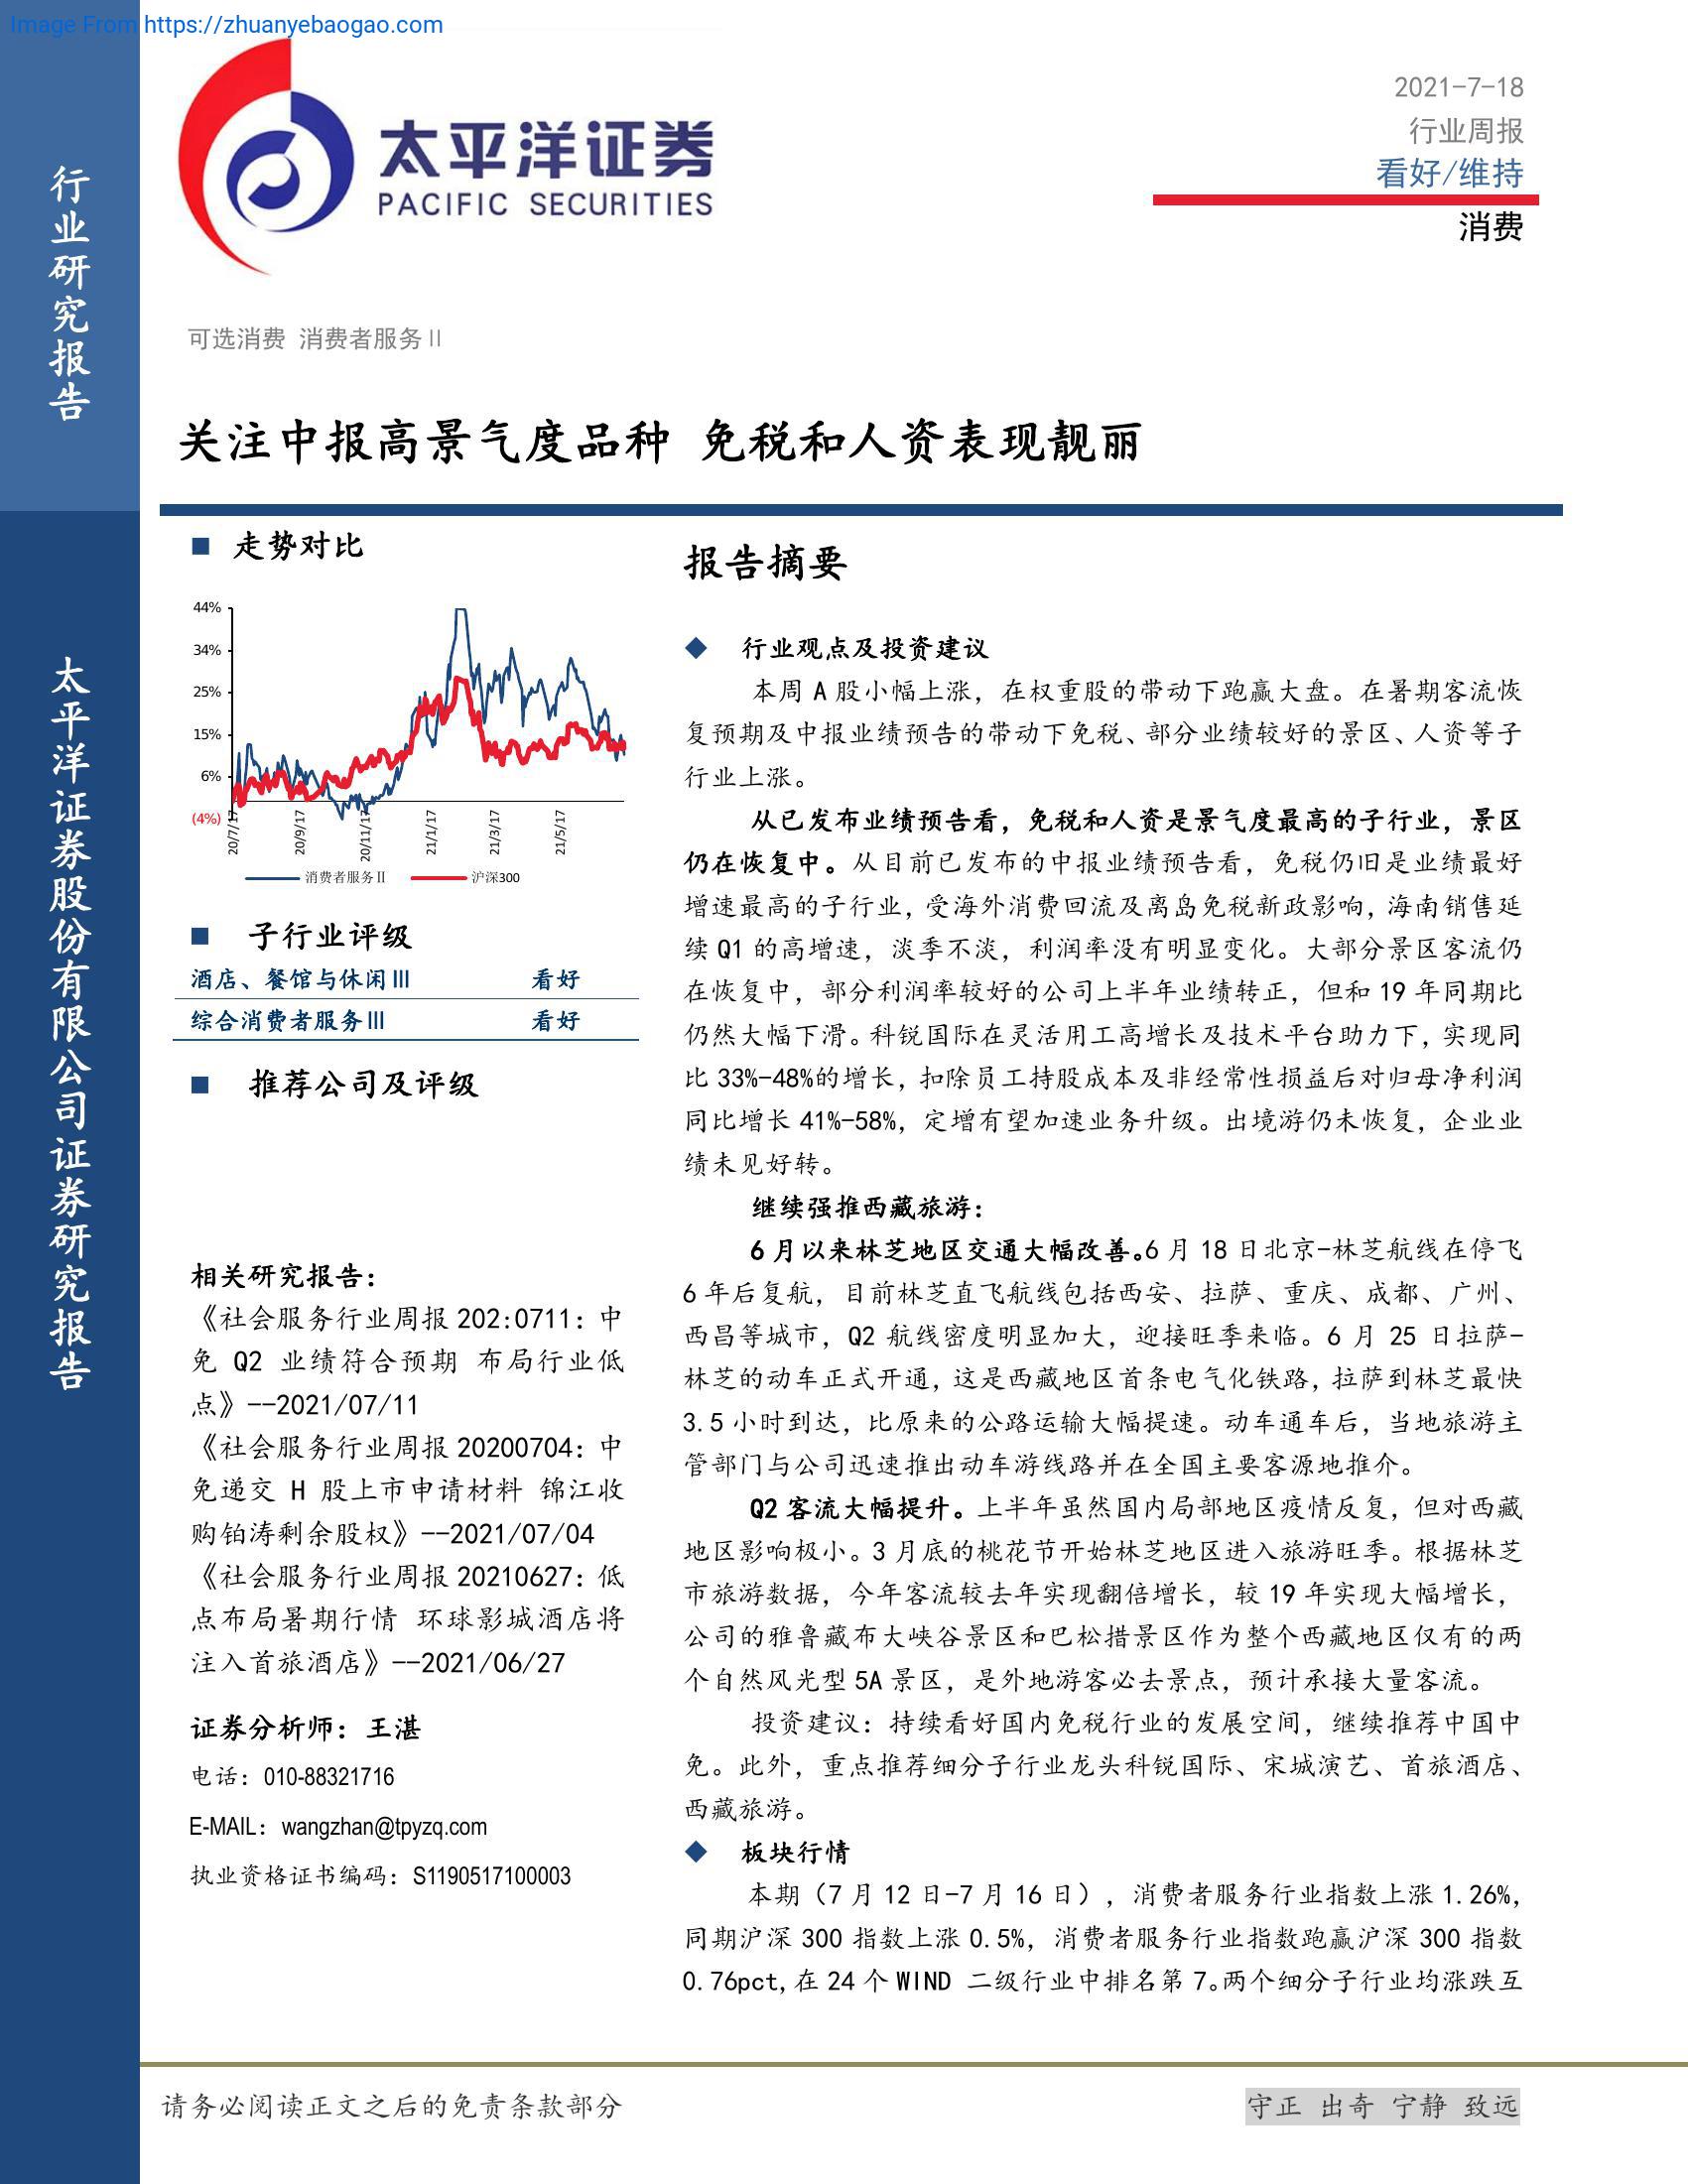 Image From https://zhuanyebaogao.com
行业研究报告
太平洋证券股份有限公司证券研究报告
太平洋证券
PACIFIC SECURITIES
2021-7-18
行业周报
看好/维持
消费
可选消费 消费者服务Ⅱ
关注中报高景气度品种 免税和人资表现靓丽
走势对比
44%
34%
25%
15%
6%
(4%)
20/7/17
20/9/17
20/11/17
21/1/17
21/3/17
21/5/17
消费者服务Ⅱ
沪深300
子行业评级
酒店、餐馆与休闲Ⅲ 看好
综合消费者服务Ⅲ 看好
推荐公司及评级
相关研究报告：
《社会服务行业周报 202:0711：中
免 Q2 业绩符合预期 布局行业低
点》--2021/07/11
《社会服务行业周报 20200704：中
免递交 H 股上市申请材料 锦江收
购铂涛剩余股权》--2021/07/04
《社会服务行业周报 20210627：低
点布局暑期行情 环球影城酒店将
注入首旅酒店》--2021/06/27
证券分析师：王湛
电话：010-88321716
E-MAIL：wangzhan@tpyzq.com
执业资格证书编码：S1190517100003
报告摘要
行业观点及投资建议
本周 A 股小幅上涨，在权重股的带动下跑赢大盘。在暑期客流恢
复预期及中报业绩预告的带动下免税、部分业绩较好的景区、人资等子
行业上涨。
从已发布业绩预告看，免税和人资是景气度最高的子行业，景区
仍在恢复中。从目前已发布的中报业绩预告看，免税仍旧是业绩最好
增速最高的子行业，受海外消费回流及离岛免税新政影响，海南销售延
续 Q1 的高增速，淡季不淡，利润率没有明显变化。大部分景区客流仍
在恢复中，部分利润率较好的公司上半年业绩转正，但和 19 年同期比
仍然大幅下滑。科锐国际在灵活用工高增长及技术平台助力下，实现同
比 33%-48%的增长，扣除员工持股成本及非经常性损益后对归母净利润
同比增长 41%-58%，定增有望加速业务升级。出境游仍未恢复，企业业
绩未见好转。
继续强推西藏旅游：
6 月以来林芝地区交通大幅改善。6 月 18 日北京-林芝航线在停飞
6 年后复航，目前林芝直飞航线包括西安、拉萨、重庆、成都、广州、
西昌等城市，Q2 航线密度明显加大，迎接旺季来临。6 月 25 日拉萨-
林芝的动车正式开通，这是西藏地区首条电气化铁路，拉萨到林芝最快
3.5 小时到达，比原来的公路运输大幅提速。动车通车后，当地旅游主
管部门与公司迅速推出动车游线路并在全国主要客源地推介。
Q2 客流大幅提升。上半年虽然国内局部地区疫情反复，但对西藏
地区影响极小。3 月底的桃花节开始林芝地区进入旅游旺季。根据林芝
市旅游数据，今年客流较去年实现翻倍增长，较 19 年实现大幅增长，
公司的雅鲁藏布大峡谷景区和巴松措景区作为整个西藏地区仅有的两
个自然风光型 5A 景区，是外地游客必去景点，预计承接大量客流。
投资建议：持续看好国内免税行业的发展空间，继续推荐中国中
免。此外，重点推荐细分子行业龙头科锐国际、宋城演艺、首旅酒店、
西藏旅游。
板块行情
本期（7 月 12 日-7 月 16 日），消费者服务行业指数上涨 1.26%，
同期沪深 300 指数上涨 0.5%，消费者服务行业指数跑赢沪深 300 指数
0.76pct,在 24 个 WIND 二级行业中排名第 7。两个细分子行业均涨跌互
请务必阅读正文之后的免责条款部分
守正 出奇 宁静 致远